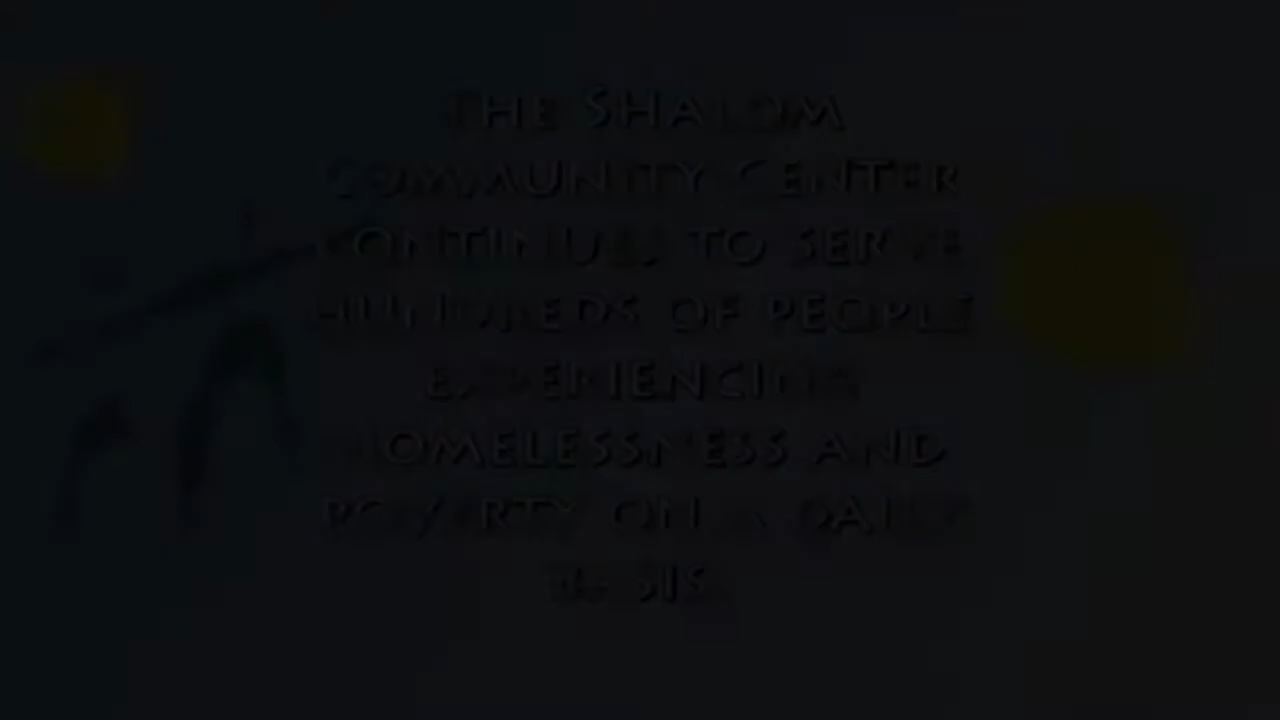 THE SHALOM
COMMUNITY CENTER
CONTINUES TO SERVE
HUNDREDS OF PEOPLE
EXPERIENCING
HOMELESSNESS AND
POVERTY ON A DAILY
BASIS.